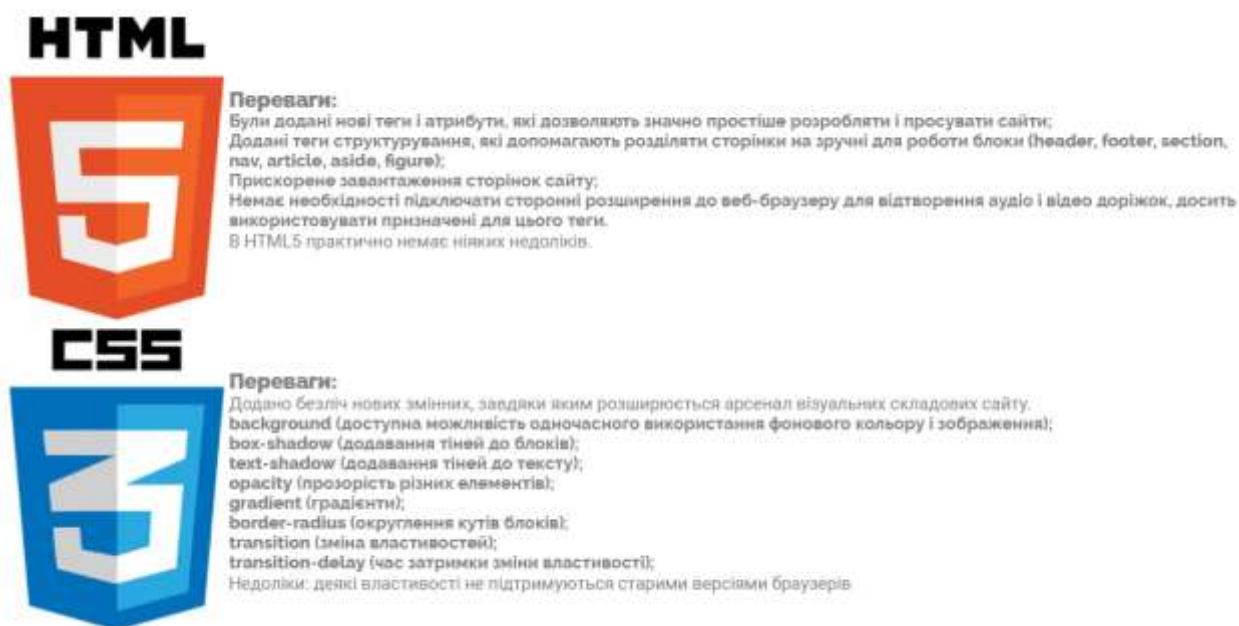 HTML
5
Переваги:
Були додані нові теги і атрибути, які дозволяють значно простіше розробляти і просувати сайти;
Додані теги структурування, які допомагають розділяти сторінки на зручні для роботи блоки (header, footer, section,
nav, article, aside, figure);
Прискорене завантаження сторінок сайту;
Немає необхідності підключати сторонні розширення до веб-браузеру для відтворення аудіо і відео доріжок, досить
використовувати призначені для цього теги.
В HTML5 практично немає ніяких недоліків.
CSS
3
Переваги:
Додано безліч нових змінних, завдяки яким розширюється арсенал візуальних складових сайту.
background (доступна можливість одночасного використання фонового кольору і зображення);
box-shadow (додавання тіней до блоків);
text-shadow (додавання тіней до тексту);
opacity (прозорість різних елементів);
gradient (градієнти);
border-radius (округлення кутів блоків);
transition (зміна властивостей);
transition-delay (час затримки зміни властивості);
Недоліки: деякі властивості не підтримуються старими версіями браузерів